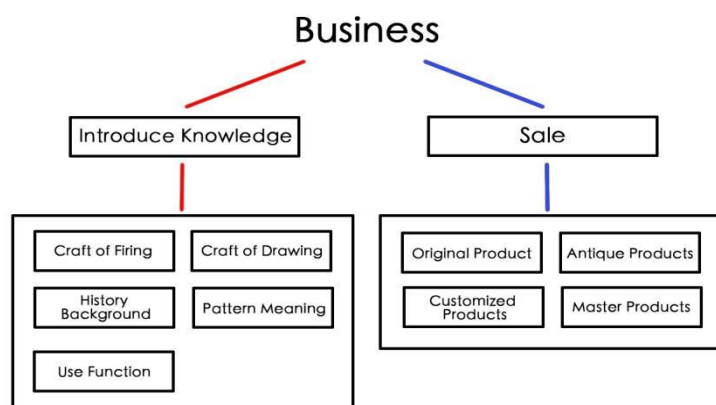 Business
Introduce Knowledge
Sale
Craft of Firing
Craft of Drawing
History
Background
Pattern Meaning
Use Function
Original Product
Antique Products
Customized
Products
Master Products